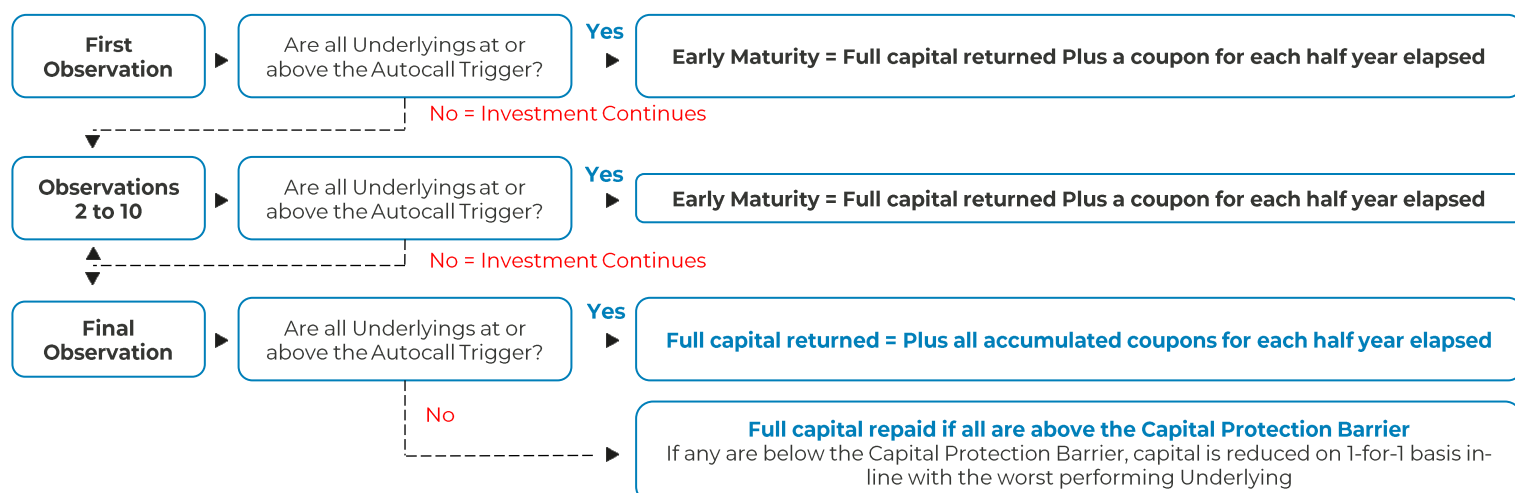 First
Observation
Are all Underlyings at or
above the Autocall Trigger?
Yes
Early Maturity = Full capital returned Plus a coupon for each half year elapsed
No = Investment Continues
Observations
2 to 10
Are all Underlyings at or
above the Autocall Trigger?
Yes
Early Maturity = Full capital returned Plus a coupon for each half year elapsed
No = Investment Continues
Final
Observation
Are all Underlyings at or
above the Autocall Trigger?
Yes
Full capital returned = Plus all accumulated coupons for each half year elapsed
No
Full capital repaid if all are above the Capital Protection Barrier
If any are below the Capital Protection Barrier, capital is reduced on 1-for-1 basis in-
line with the worst performing Underlying